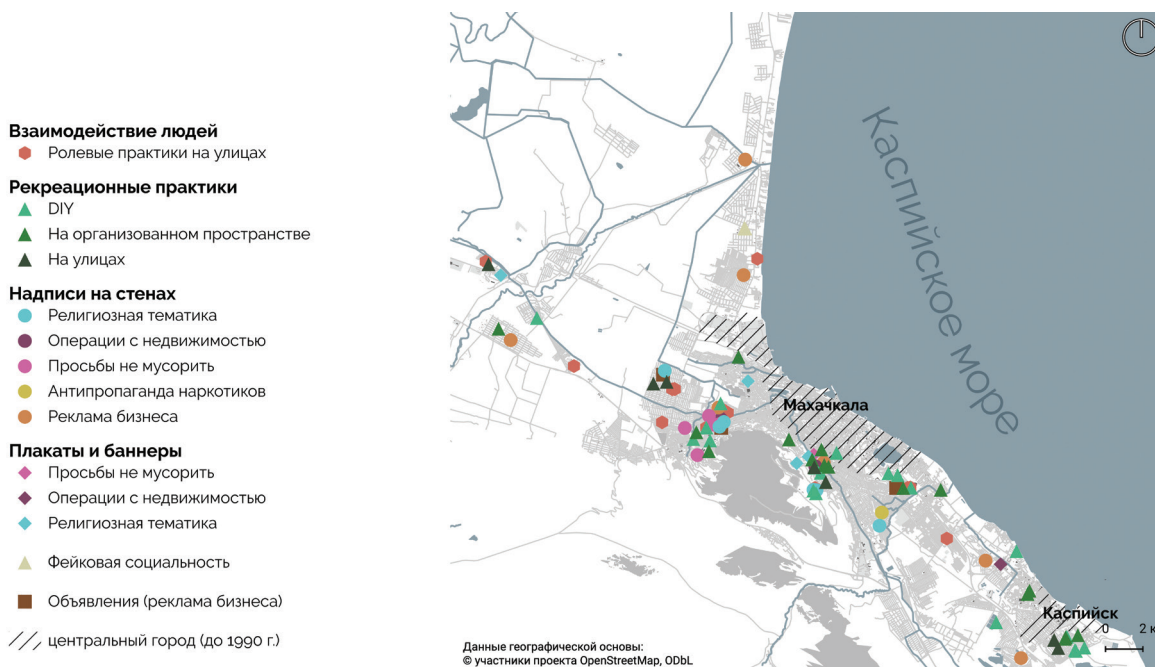 Взаимодействие людей
Ролевые практики на улицах
Рекреационные практики
DIY
На организованном пространстве
На улицах
Надписи на стенах
Религиозная тематика
Операции с недвижимостью
Просьбы не мусорить
Антипропаганда наркотиков
Реклама бизнеса
Плакаты и баннеры
Просьбы не мусорить
Операции с недвижимостью
Религиозная тематика
Фейковая социальность
Объявления (реклама бизнеса)
центральный город (до 1990 г.)
Каспийское море
Махачкала
Каспийск
0 2 к
Данные географической основы:
© участники проекта OpenStreetMap, ODbL